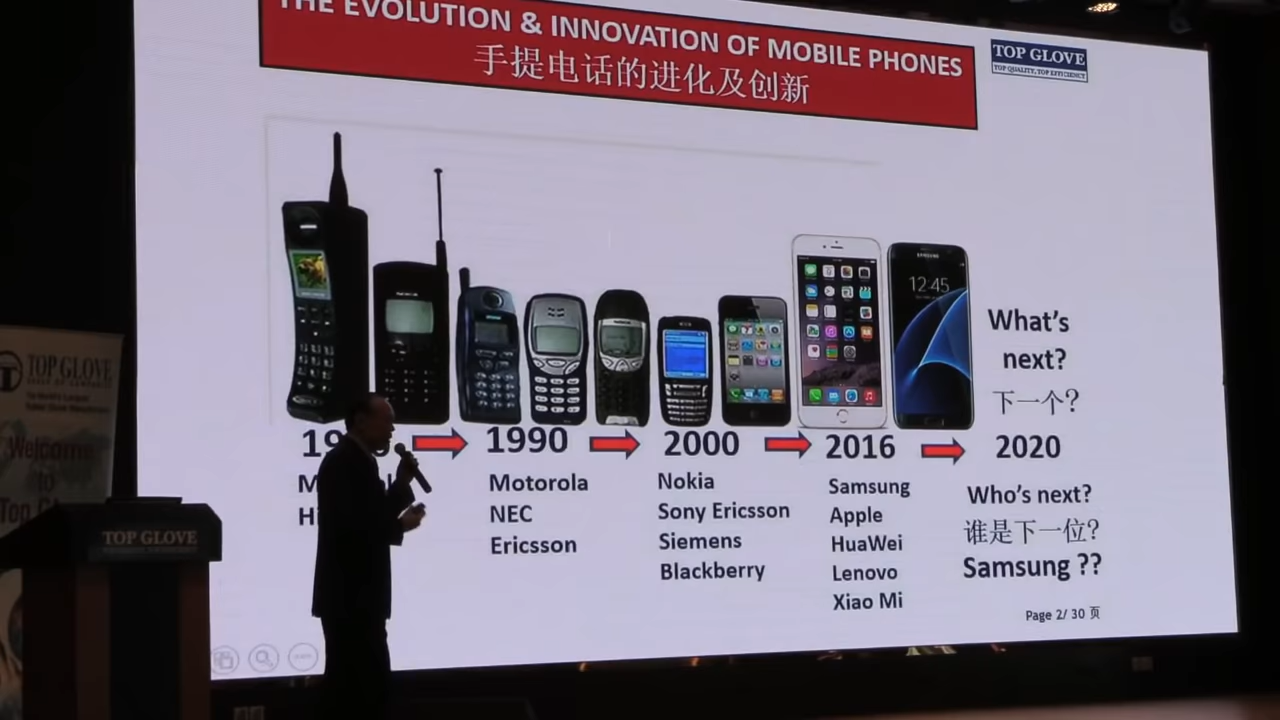 THE EVOLUTION & INNOVATION OF MOBILE PHONES
手提电话的进化及创新
TOP GLOVE
TOP QUALITY, TOP EFFICIENCY
SAMSUNG
12:45
What's
next?
下一个?
1990
2000
2016
2020
Motorola
NEC
Ericsson
Nokia
Sony Ericsson
Siemens
Blackberry
Samsung
Apple
HuaWei
Lenovo
Xiao Mi
Who's next?
谁是下一位?
Samsung ??
Page 2/ 30 页
TOP GLOVE
Welcome
to
Top
TOP GLOVE